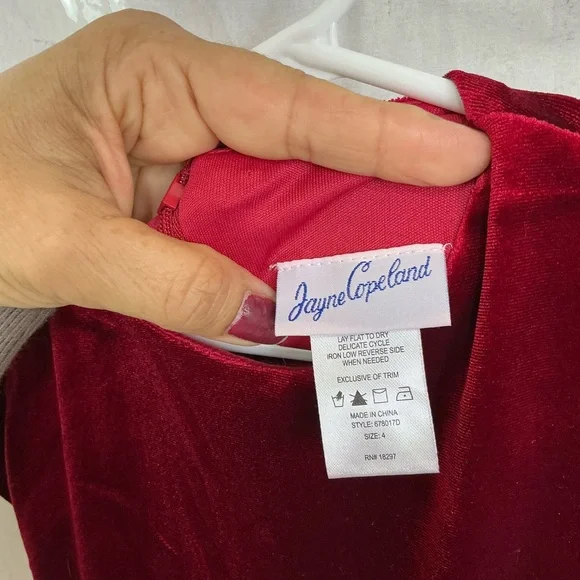 Jayne Copeland
LAY FLAT TO DRY
DELICATE CYCLE
IRON LOW REVERSE SIDE
WHEN NEEDED
EXCLUSIVE OF TRIM
MADE IN CHINA
STYLE: 678017D
SIZE: 4
RN# 18297